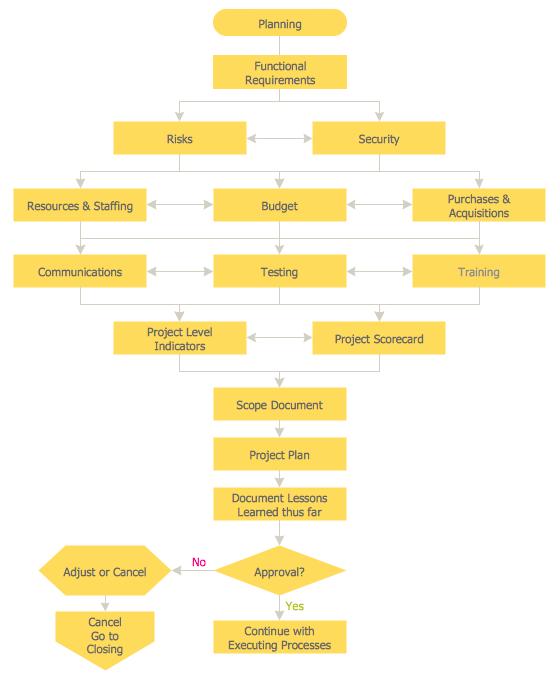 Planning
Functional
Requirements
Risks
Security
Resources & Staffing
Budget
Purchases &
Acquisitions
Communications
Testing
Training
Project Level
Indicators
Project Scorecard
Scope Document
Project Plan
Document Lessons
Learned thus far
No
Adjust or Cancel
Approval?
Yes
Cancel
Go to
Closing
Continue with
Executing Processes